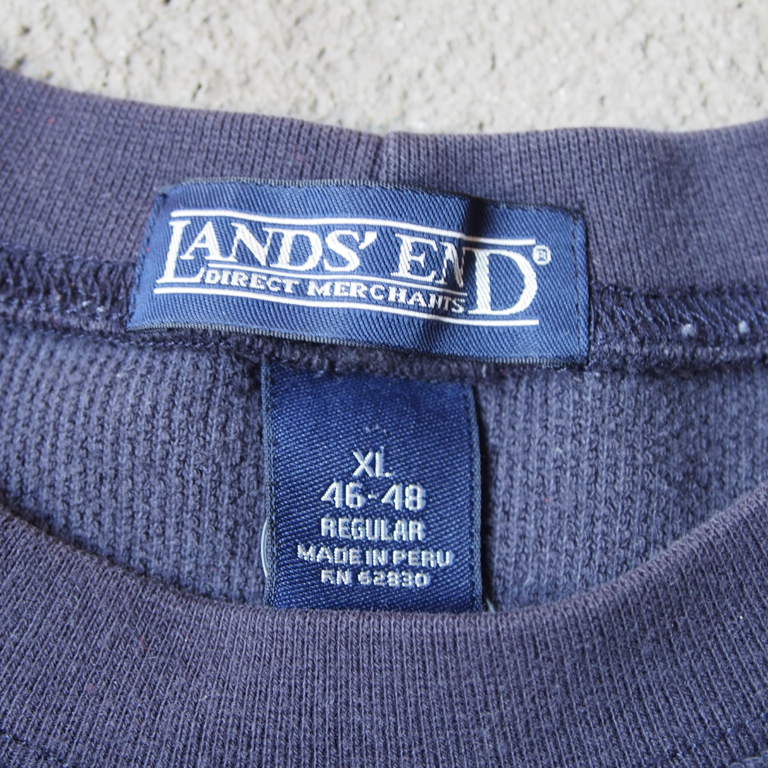 LANDS' END®
DIRECT MERCHANTS
XL
46-48
REGULAR
MADE IN PERU
RN 62830